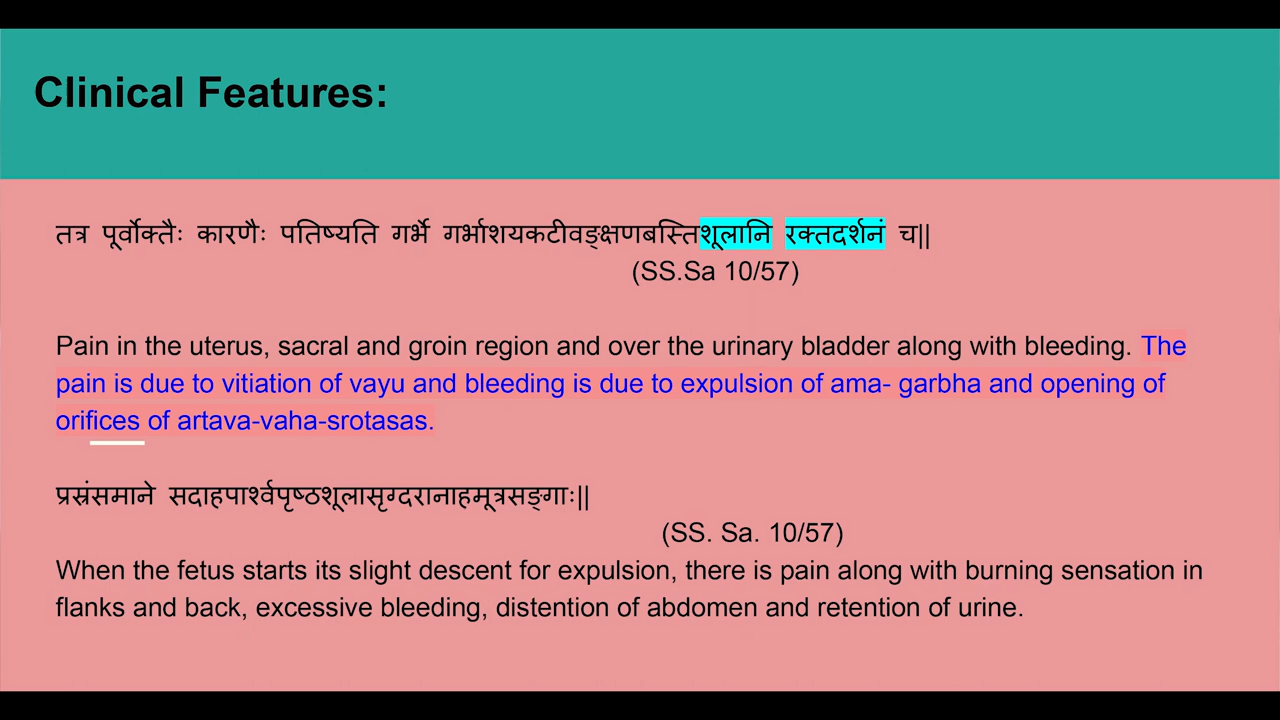 Clinical Features:
तत्र पूर्वोक्तैः कारणैः पतिष्यति गर्भे गर्भाशयकटीवङ्क्षणबस्तिशूलानि रक्तदर्शनं च||
(SS.Sa 10/57)
Pain in the uterus, sacral and groin region and over the urinary bladder along with bleeding. The
pain is due to vitiation of vayu and bleeding is due to expulsion of ama- garbha and opening of
orifices of artava-vaha-srotasas.
प्रस्रंसमाने सदाहपार्श्वपृष्ठशूलासृग्दरानाहमूत्रसङ्गाः||
(SS. Sa. 10/57)
When the fetus starts its slight descent for expulsion, there is pain along with burning sensation in
flanks and back, excessive bleeding, distention of abdomen and retention of urine.